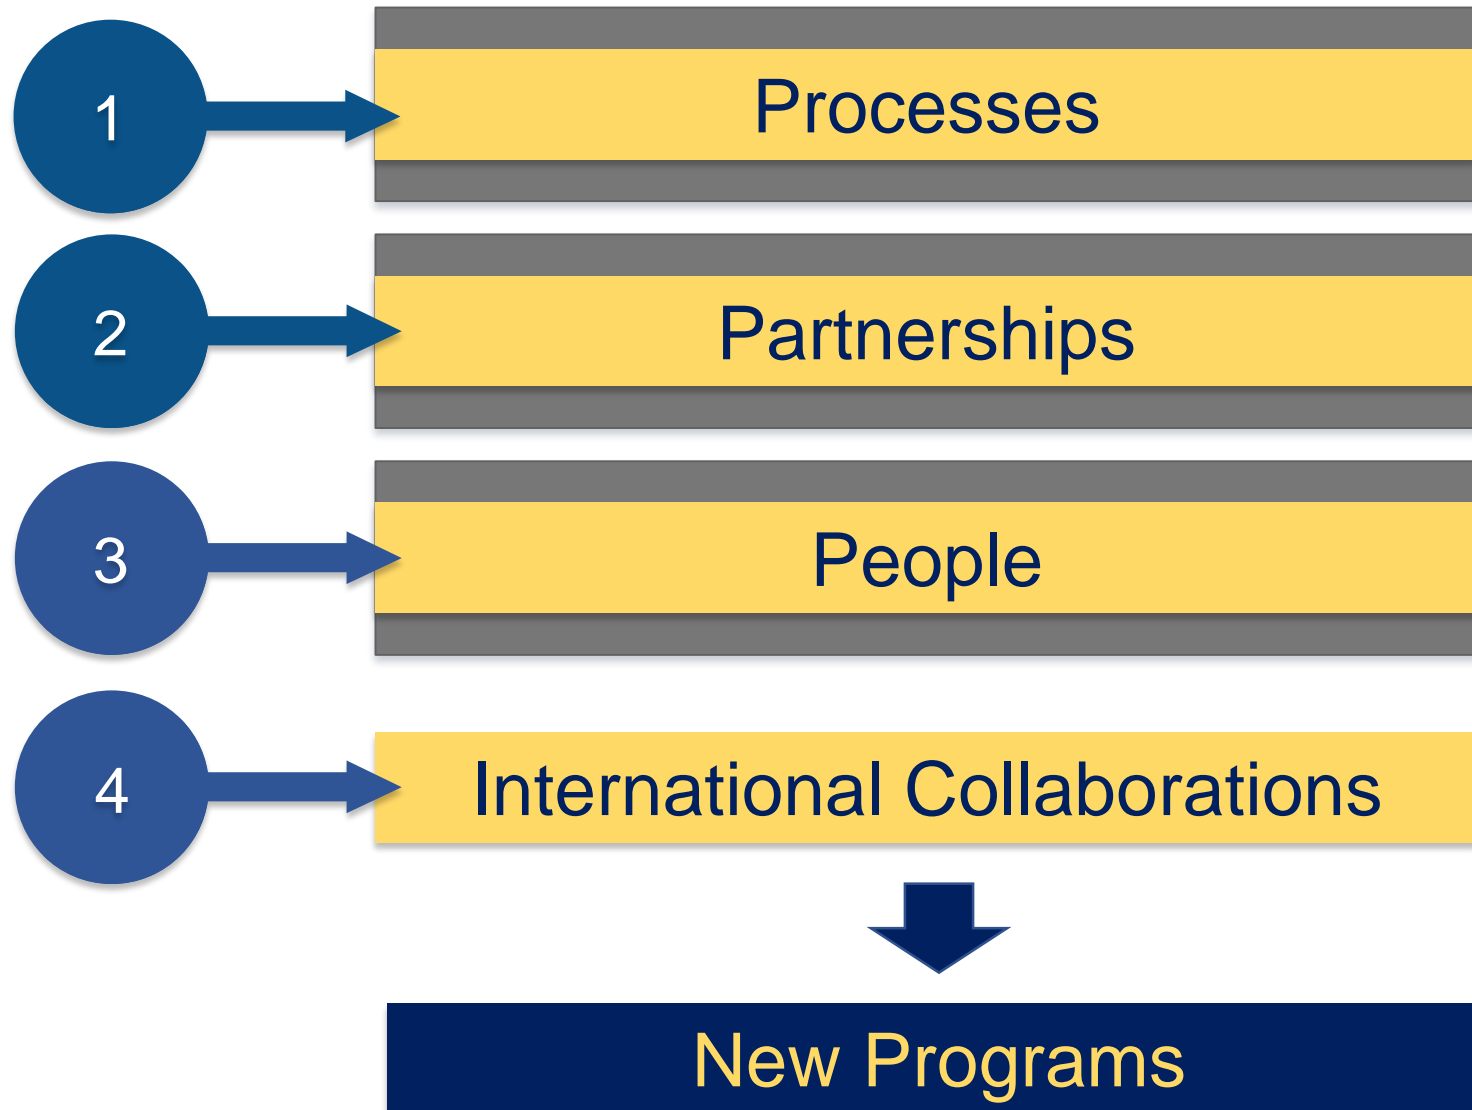 1
Processes
2
Partnerships
3
People
4
International Collaborations
New Programs